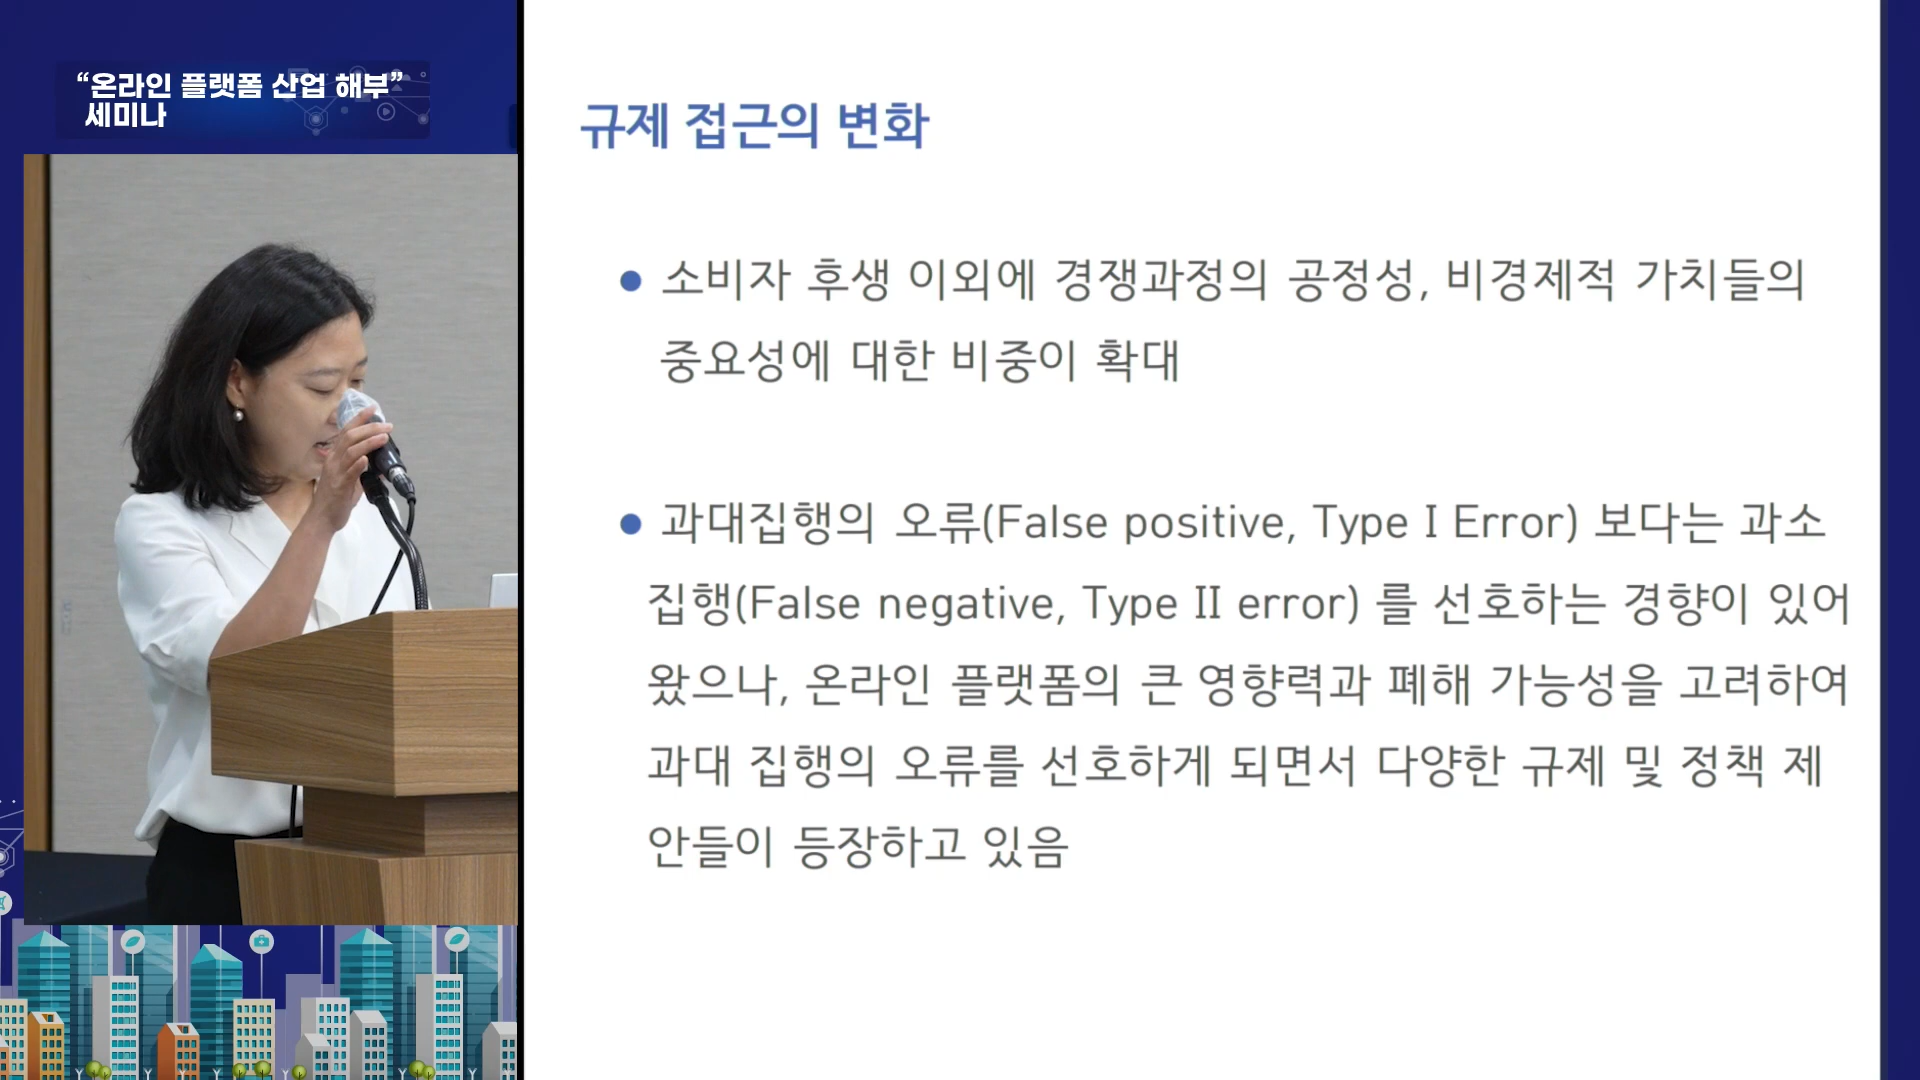 “온라인 플랫폼 산업 해부”
세미나
규제 접근의 변화
● 소비자 후생 이외에 경쟁과정의 공정성, 비경제적 가치들의
중요성에 대한 비중이 확대
● 과대집행의 오류(False positive, Type I Error) 보다는 과소
집행(False negative, Type II error) 를 선호하는 경향이 있어
왔으나, 온라인 플랫폼의 큰 영향력과 폐해 가능성을 고려하여
과대 집행의 오류를 선호하게 되면서 다양한 규제 및 정책 제
안들이 등장하고 있음